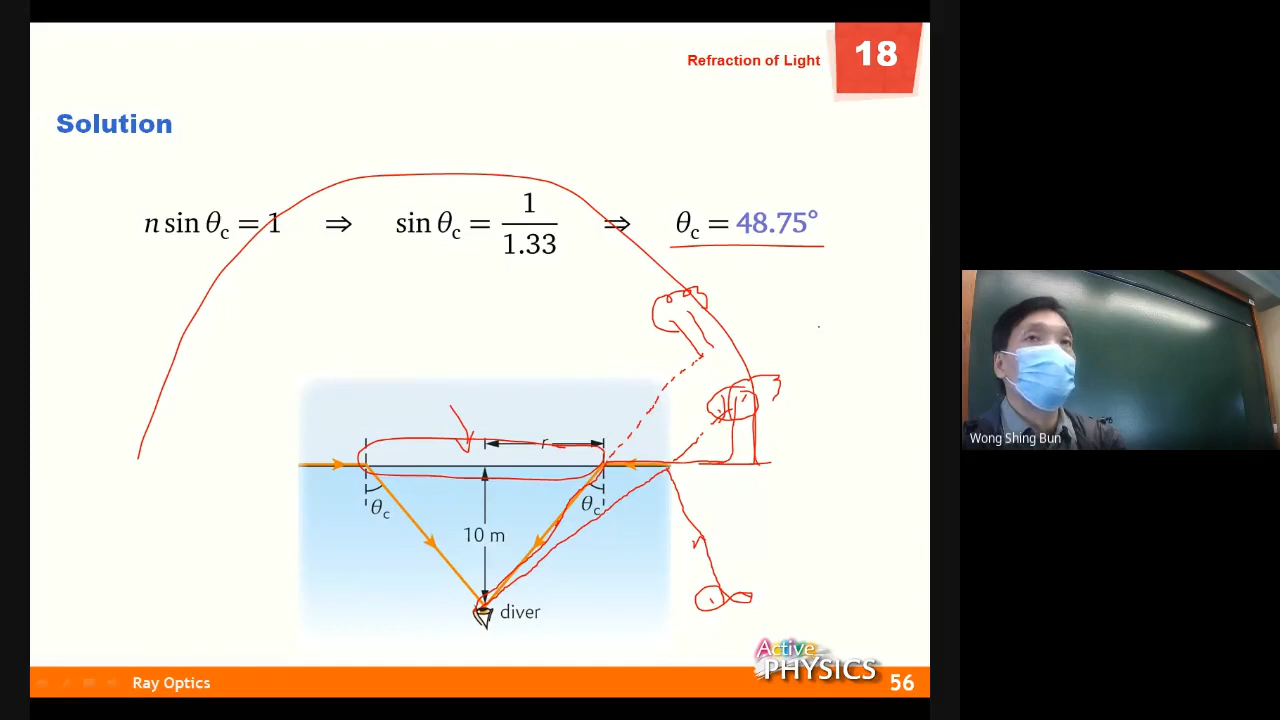 Refraction of Light
18
Solution
n sin θc = 1 ⇒ sin θc = 1/1.33 ⇒ θc = 48.75°
r
θc
θc
10 m
diver
Wong Shing Bun
Active
PHYSICS
Ray Optics
56